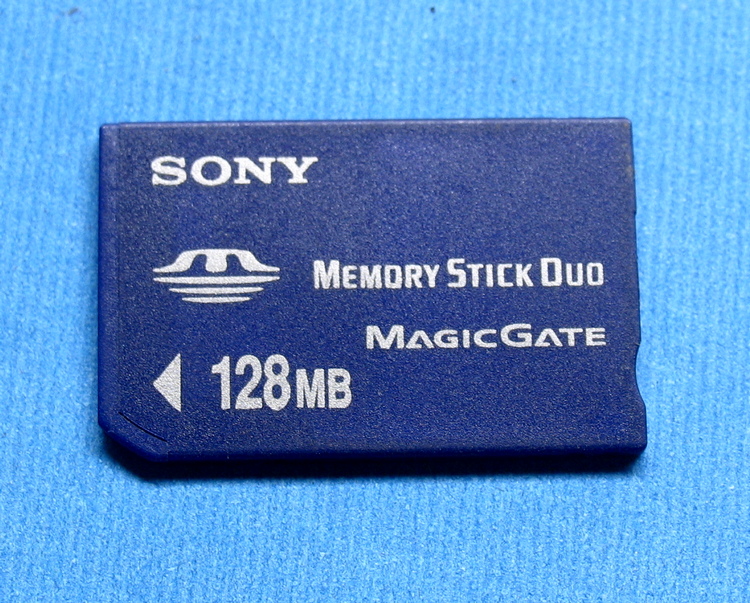 SONY
MEMORY STICK DUO
MAGICGATE
128MB